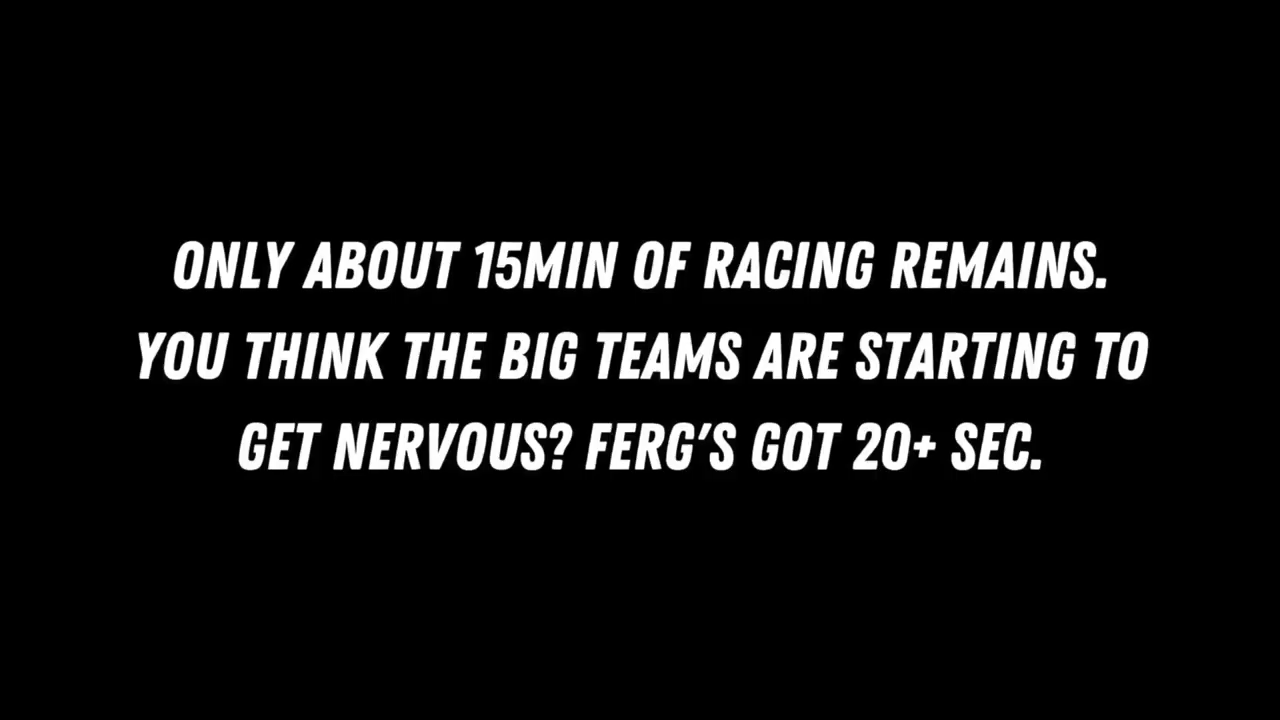 ONLY ABOUT 15MIN OF RACING REMAINS.
YOU THINK THE BIG TEAMS ARE STARTING TO
GET NERVOUS? FERG'S GOT 20+ SEC.